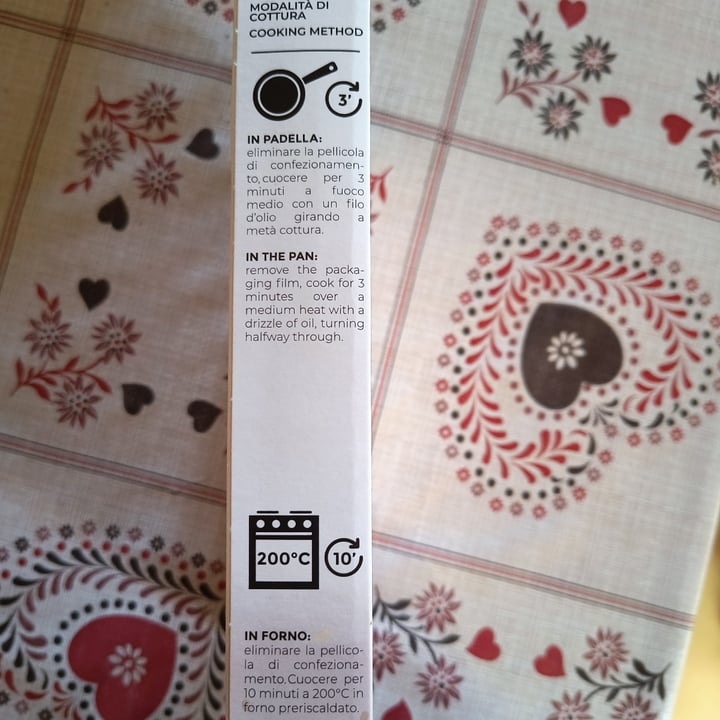 MODALITÀ DI
COTTURA
COOKING METHOD
3'
IN PADELLA:
eliminare la pellicola
di confezionamen-
to,cuocere per 3
minuti a fuoco
medio con un filo
d'olio girando a
metà cottura.
IN THE PAN:
remove the packa-
ging film, cook for 3
minutes over a
medium heat with a
drizzle of oil, turning
halfway through.
200°C
10'
IN FORNO:
eliminare la pellico-
la di confeziona-
mento.Cuocere per
10 minuti a 200°C in
forno preriscaldato.